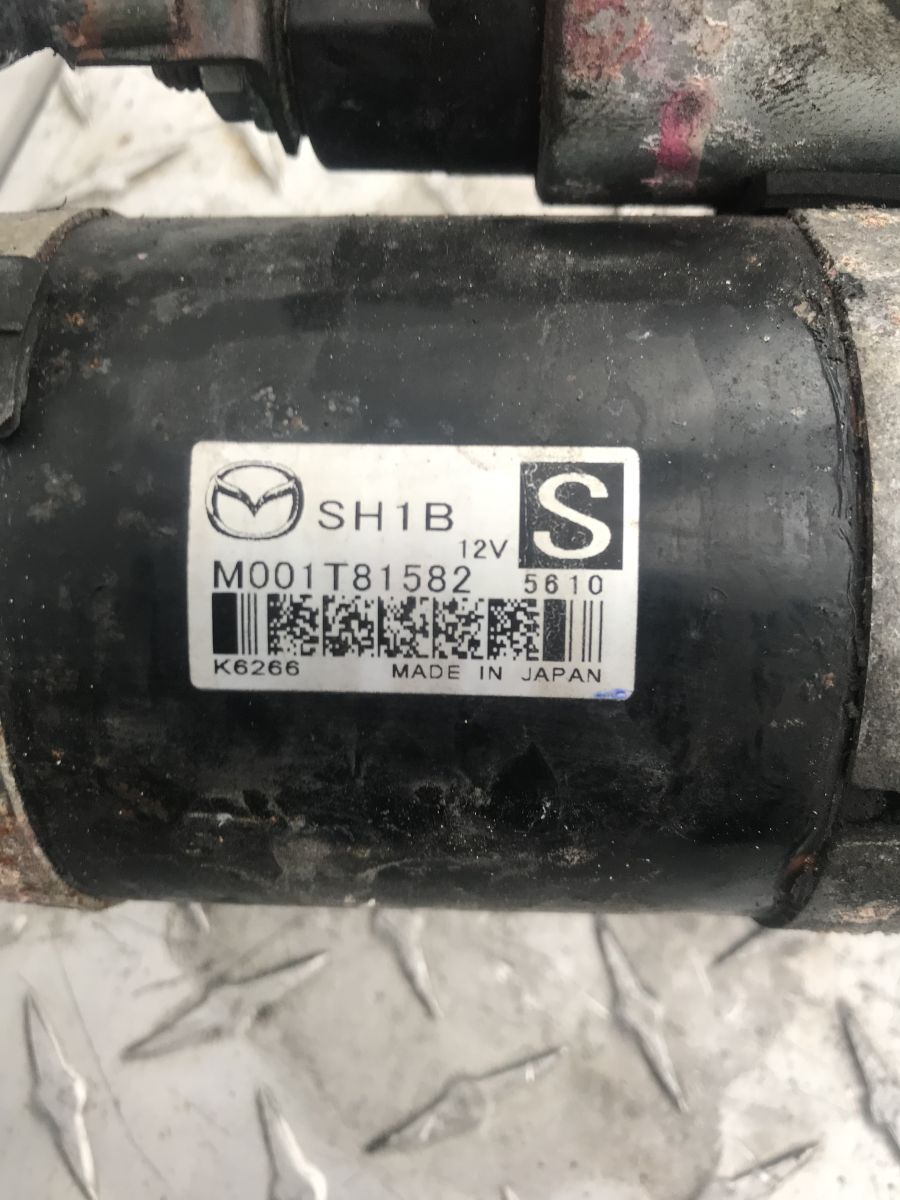 SH1B
S
12V
M001T81582 5610
K6266 MADE IN JAPAN